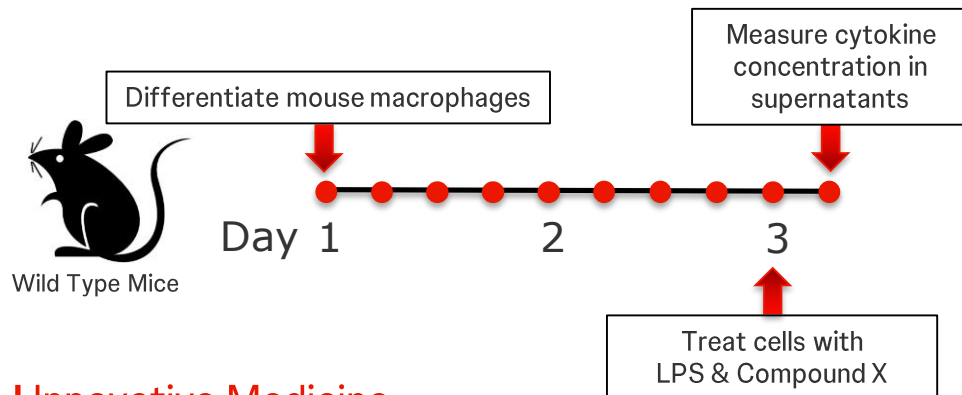 Measure cytokine
concentration in
supernatants
Differentiate mouse macrophages
Day 1 2 3
Wild Type Mice
Treat cells with
LPS & Compound X